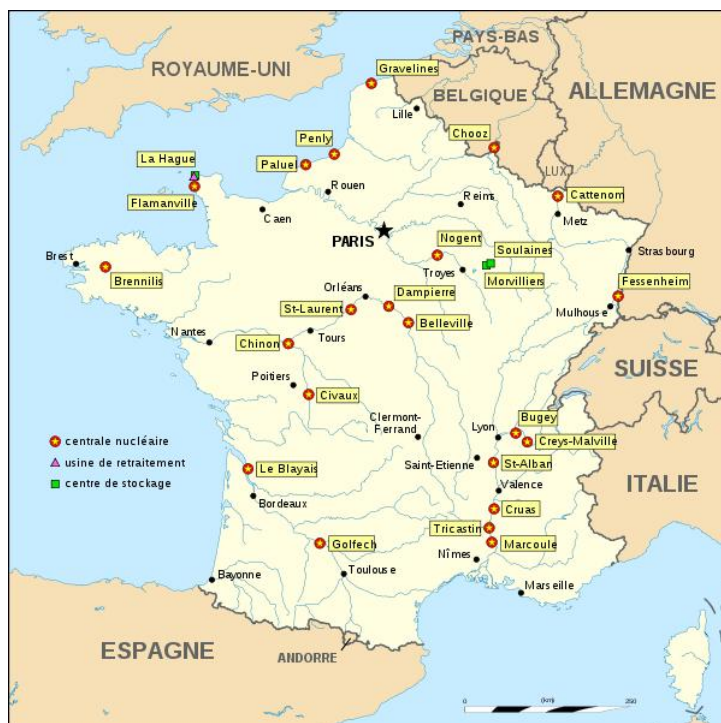 PAYS-BAS
ROYAUME-UNI
Gravelines
BELGIQUE
ALLEMAGNE
Lille
Penly
Chooz
La Hague
Paluel
LUX.
Rouen
Reims
Cattenom
Flamanville
Caen
Metz
PARIS
Nogent
Soulaines
Strasbourg
Brest
Brennilis
Troyes
Morvilliers
Fessenheim
Orléans
Dampierre
St-Laurent
Mulhouse
Belleville
Nantes
Chinon
Tours
SUISSE
Poitiers
Civaux
Clermont-
Ferrand
Lyon
Bugey
Creys-Malville
centrale nucléaire
usine de retraitement
centre de stockage
Saint-Etienne
St-Alban
Le Blayais
ITALIE
Valence
Bordeaux
Cruas
Tricastin
Golfech
Marcoule
Nîmes
Bayonne
Toulouse
Marseille
ESPAGNE
ANDORRE
0
(km)
250